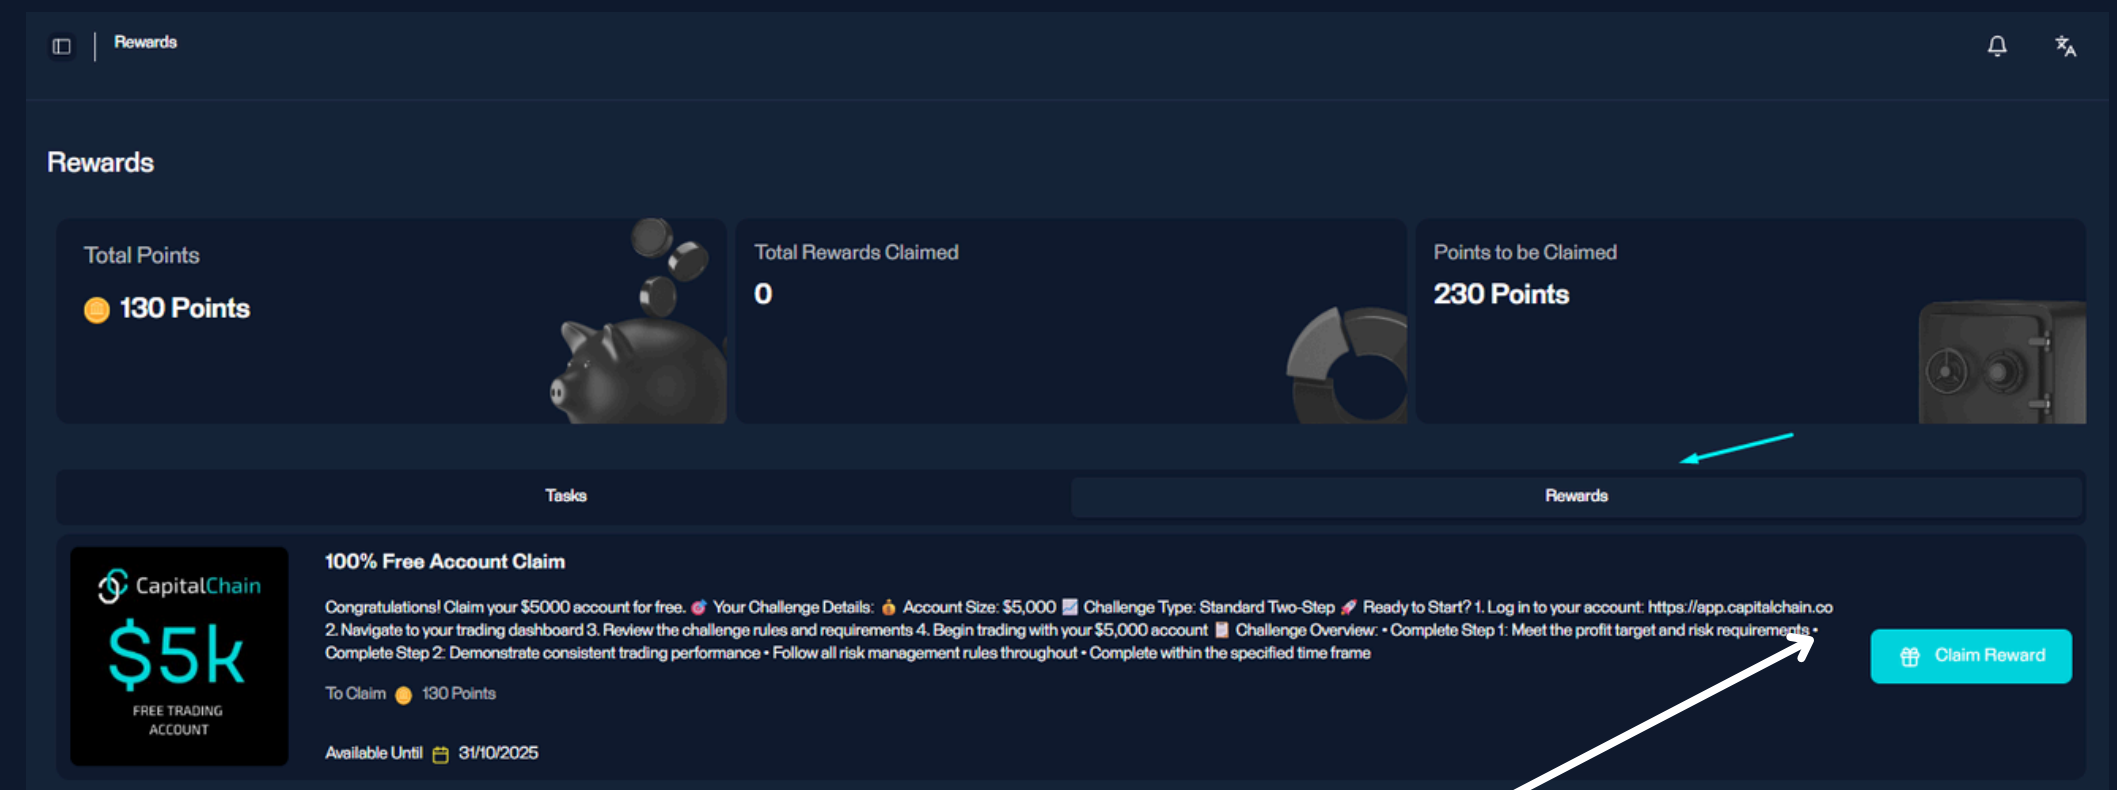 Rewards
Rewards
Total Points
130 Points
Total Rewards Claimed
0
Points to be Claimed
230 Points
Tasks
Rewards
CapitalChain
$5k
FREE TRADING
ACCOUNT
100% Free Account Claim
Congratulations! Claim your $5000 account for free. 🎯 Your Challenge Details: 💰 Account Size: $5,000 📈 Challenge Type: Standard Two-Step 🚀 Ready to Start? 1. Log in to your account: https://app.capitalchain.co
2. Navigate to your trading dashboard 3. Review the challenge rules and requirements 4. Begin trading with your $5,000 account 📋 Challenge Overview: • Complete Step 1: Meet the profit target and risk requirements •
Complete Step 2: Demonstrate consistent trading performance • Follow all risk management rules throughout • Complete within the specified time frame
To Claim 130 Points
Available Until 31/10/2025
Claim Reward